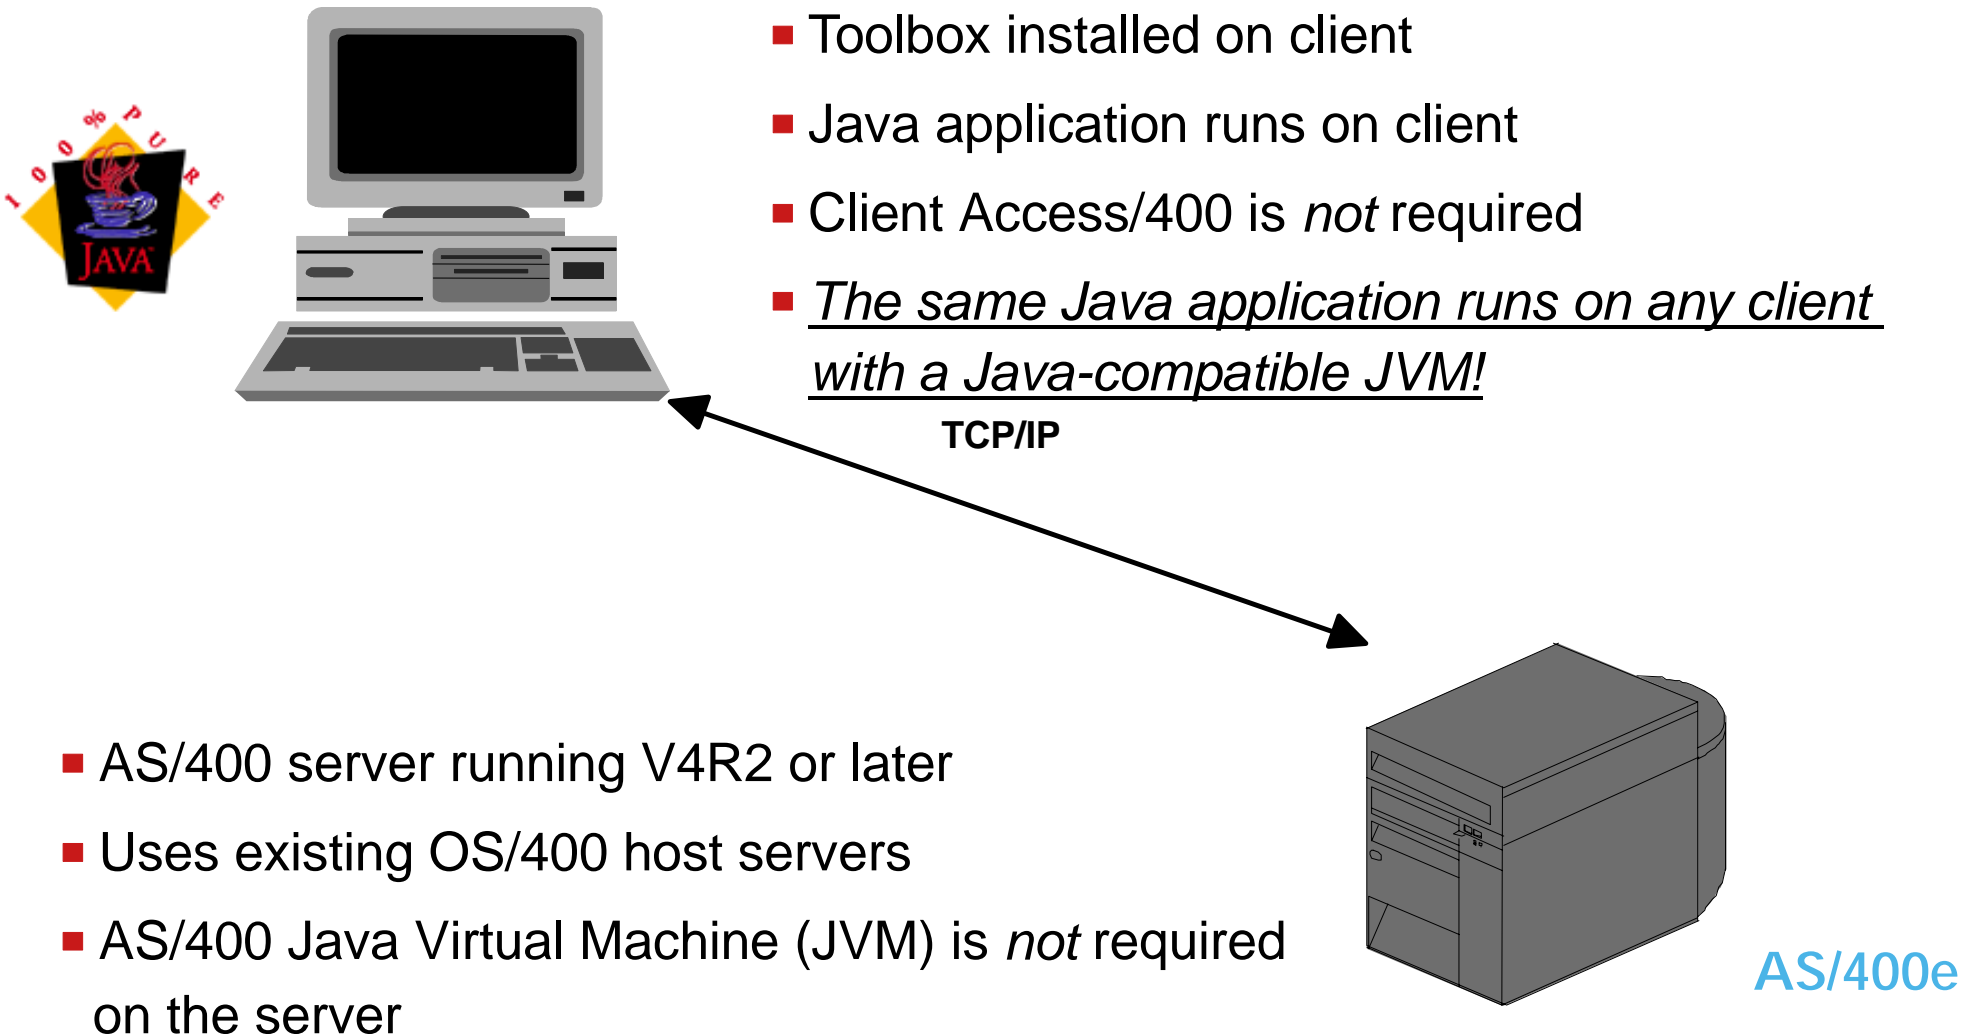 100% PURE
JAVA™
Toolbox installed on client
Java application runs on client
Client Access/400 is not required
The same Java application runs on any client
with a Java-compatible JVM!
TCP/IP
AS/400 server running V4R2 or later
Uses existing OS/400 host servers
AS/400 Java Virtual Machine (JVM) is not required
on the server
AS/400e